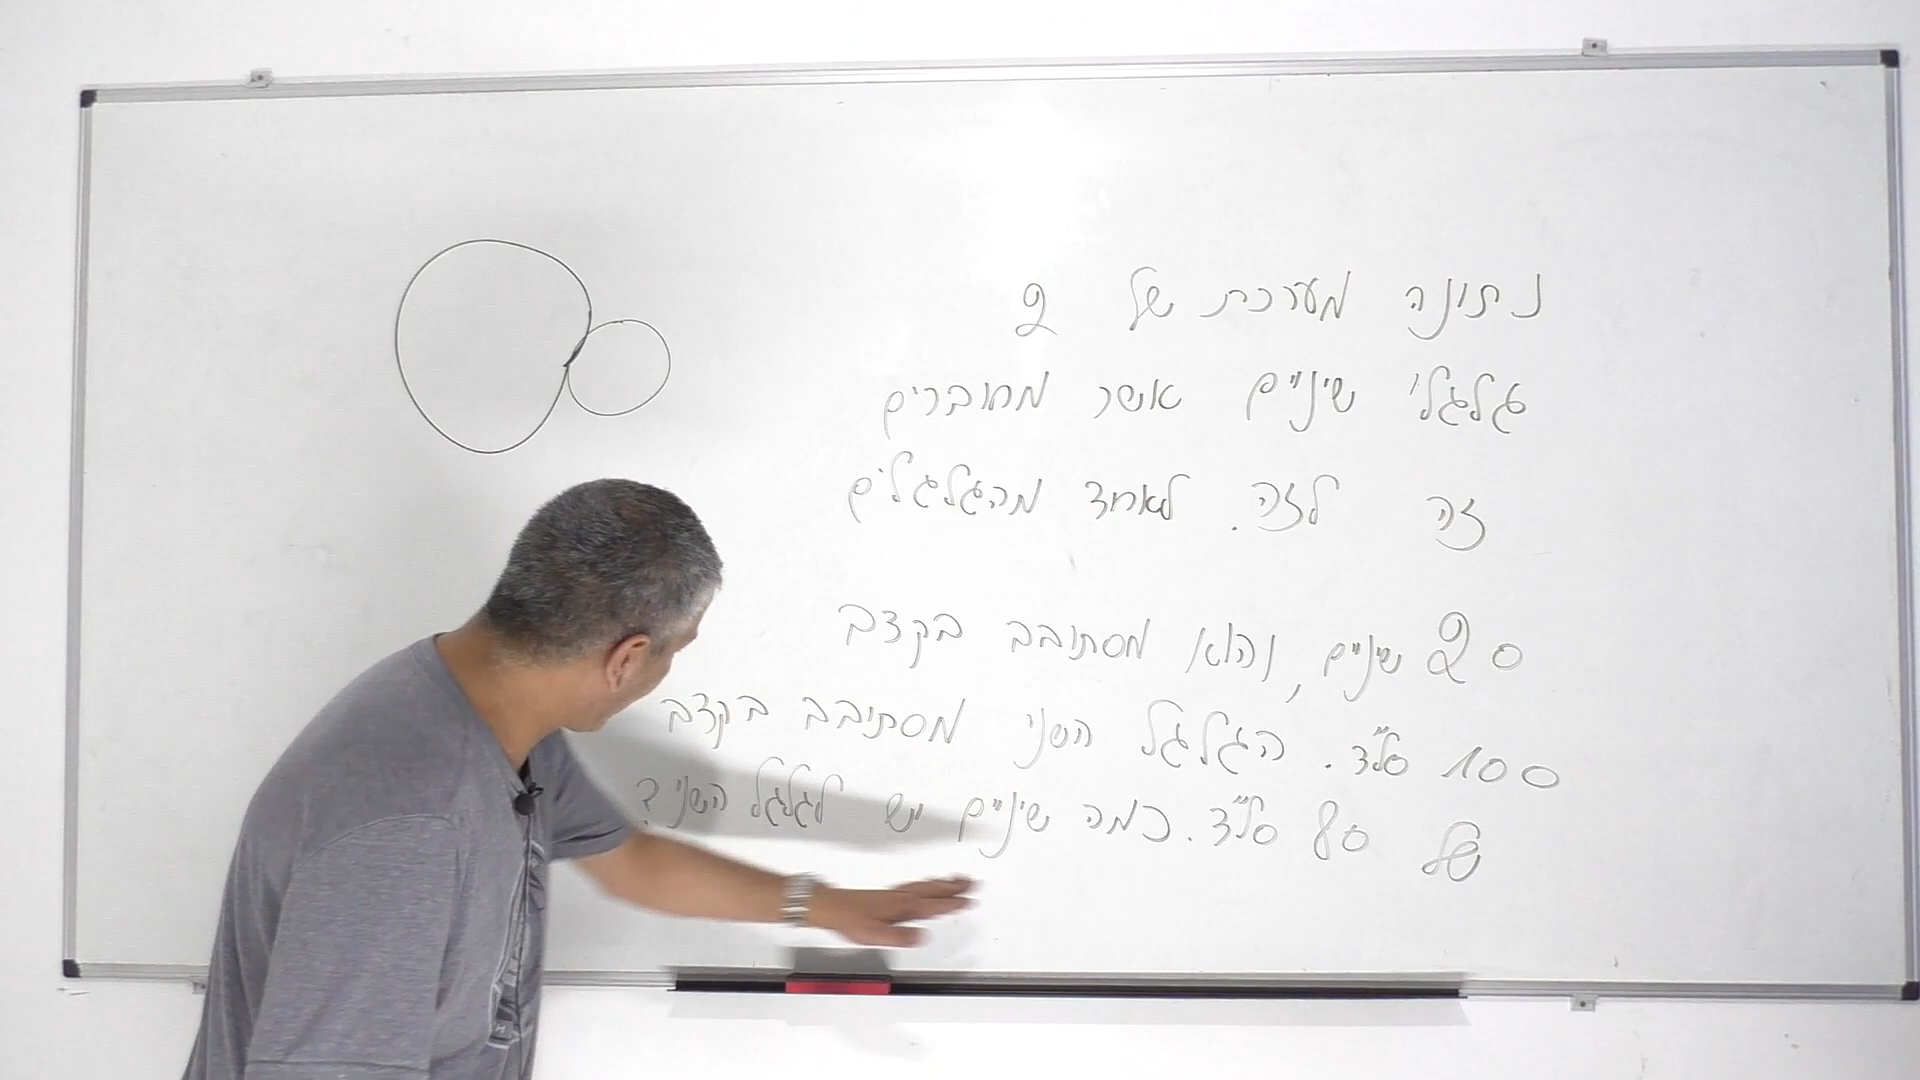 נתונה מערכת של 2
גלגלי שיניים אשר מחוברים
זה לזה. לאחד מהגלגלים
20 שיניים, והוא מסתובב בקצב
100 סל"ד. הגלגל השני מסתובב בקצב
של 80 סל"ד. כמה שיניים יש לגלגל השני?